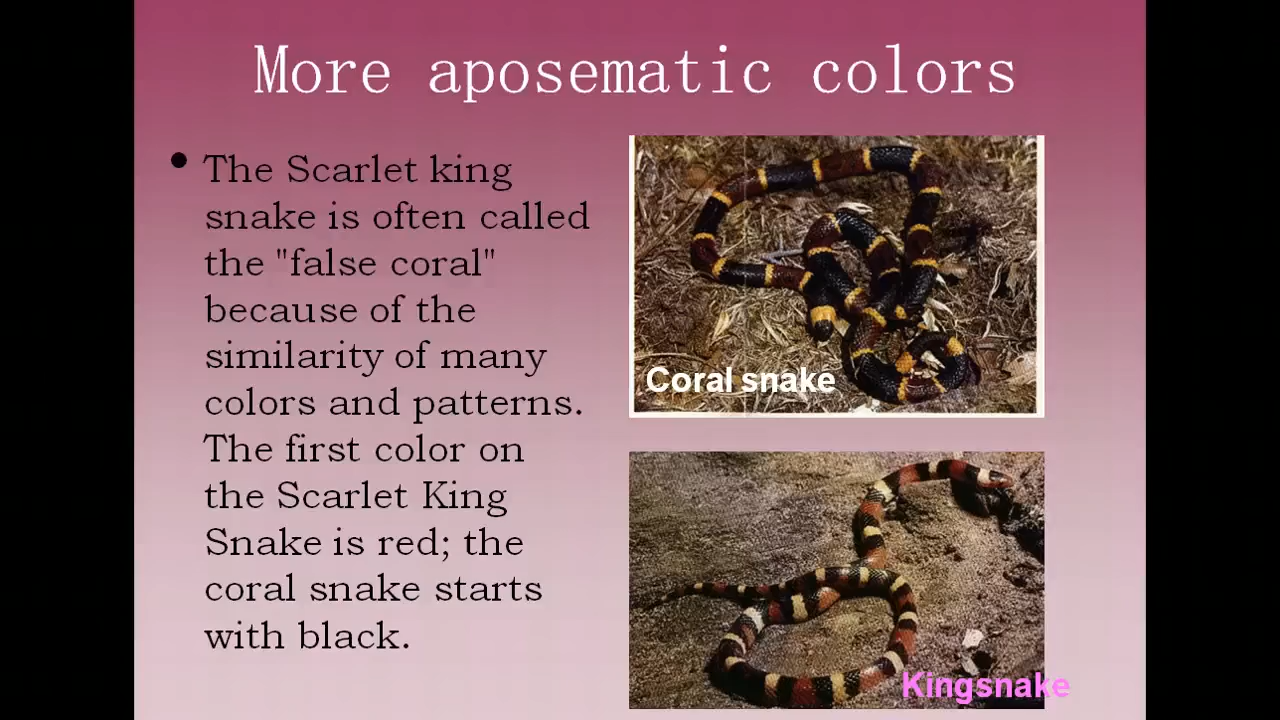 More aposematic colors
• The Scarlet king
snake is often called
the "false coral"
because of the
similarity of many
colors and patterns.
The first color on
the Scarlet King
Snake is red; the
coral snake starts
with black.
Coral snake
Kingsnake